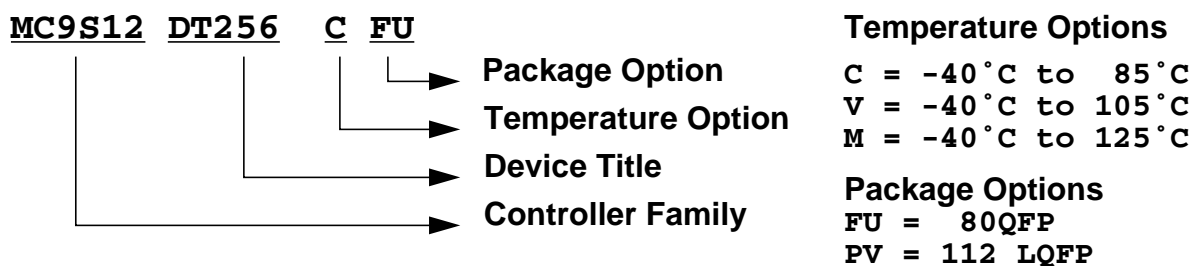 MC9S12 DT256 C FU
Package Option
Temperature Option
Device Title
Controller Family
Temperature Options
C = -40˚C to 85˚C
V = -40˚C to 105˚C
M = -40˚C to 125˚C
Package Options
FU = 80QFP
PV = 112 LQFP